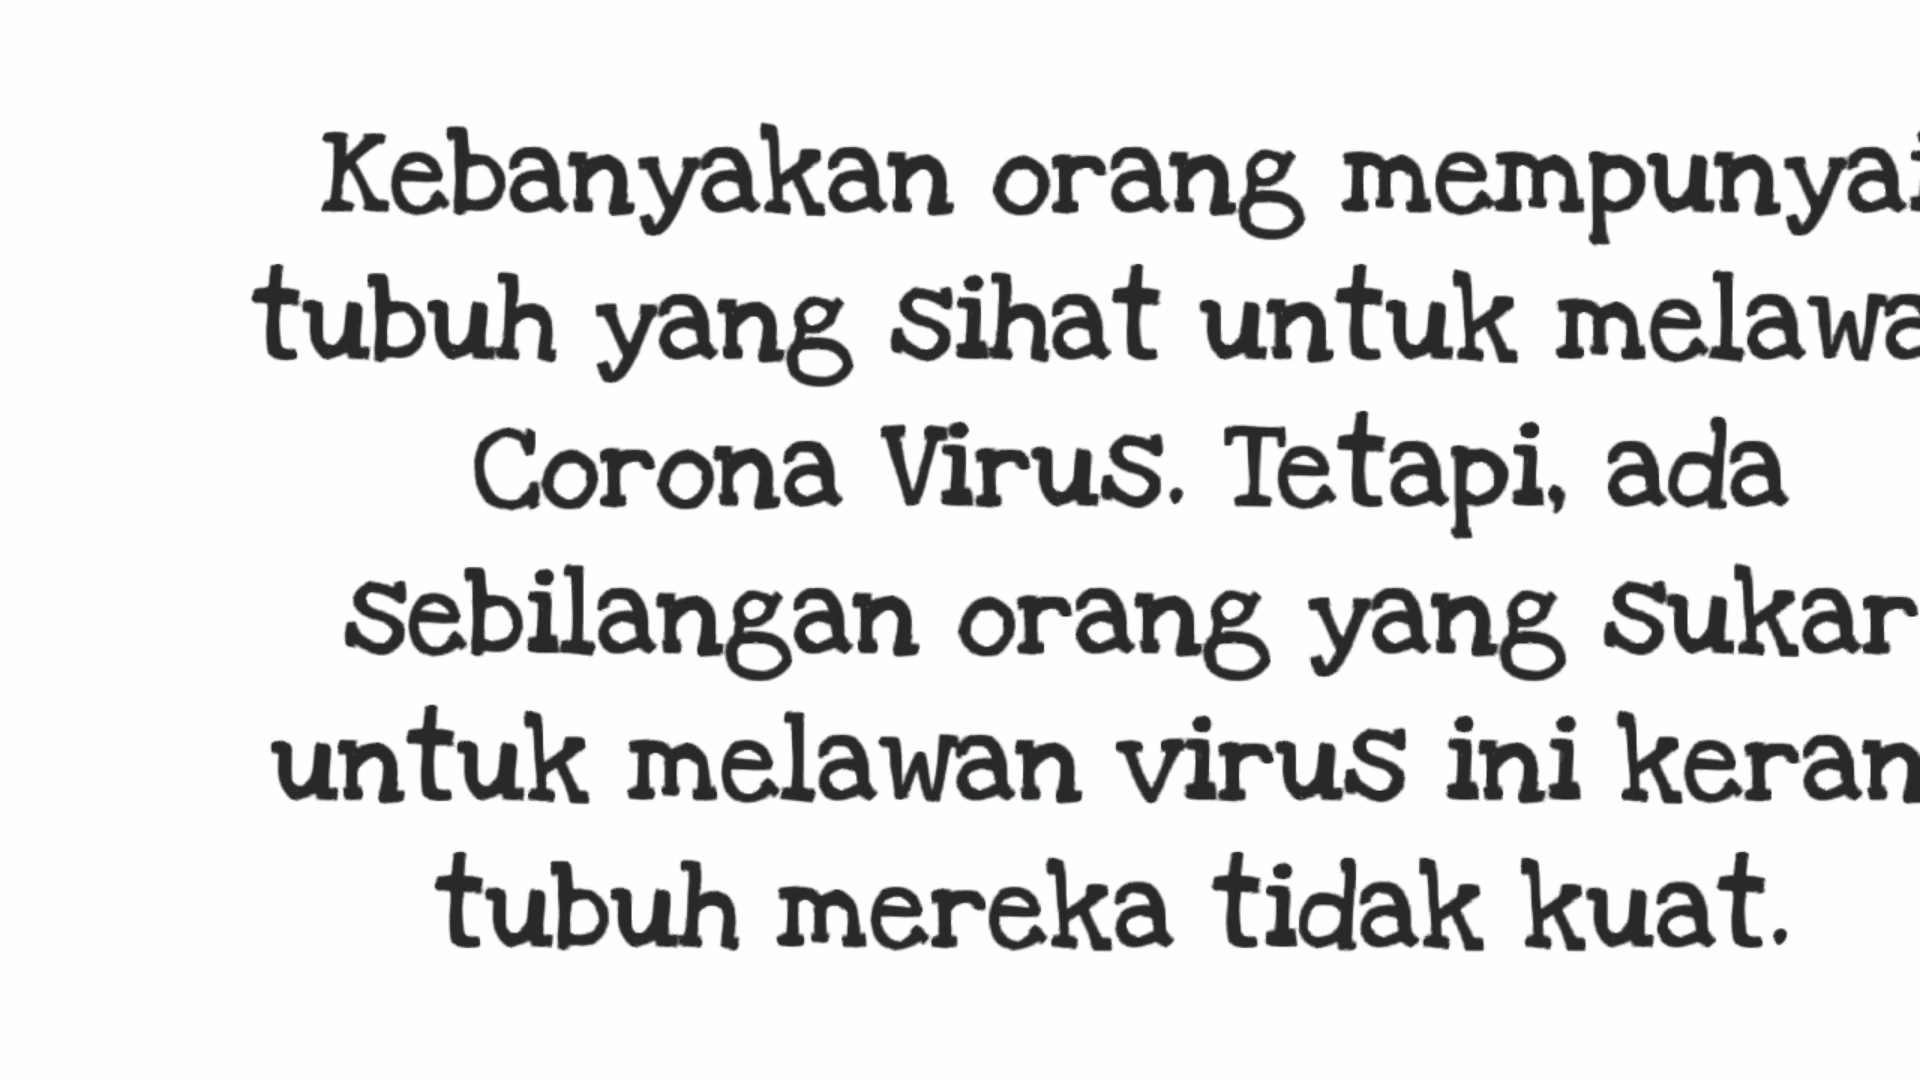 Kebanyakan orang mempunyai
tubuh yang sihat untuk melawa
Corona Virus. Tetapi, ada
sebilangan orang yang sukar
untuk melawan virus ini keran
tubuh mereka tidak kuat.